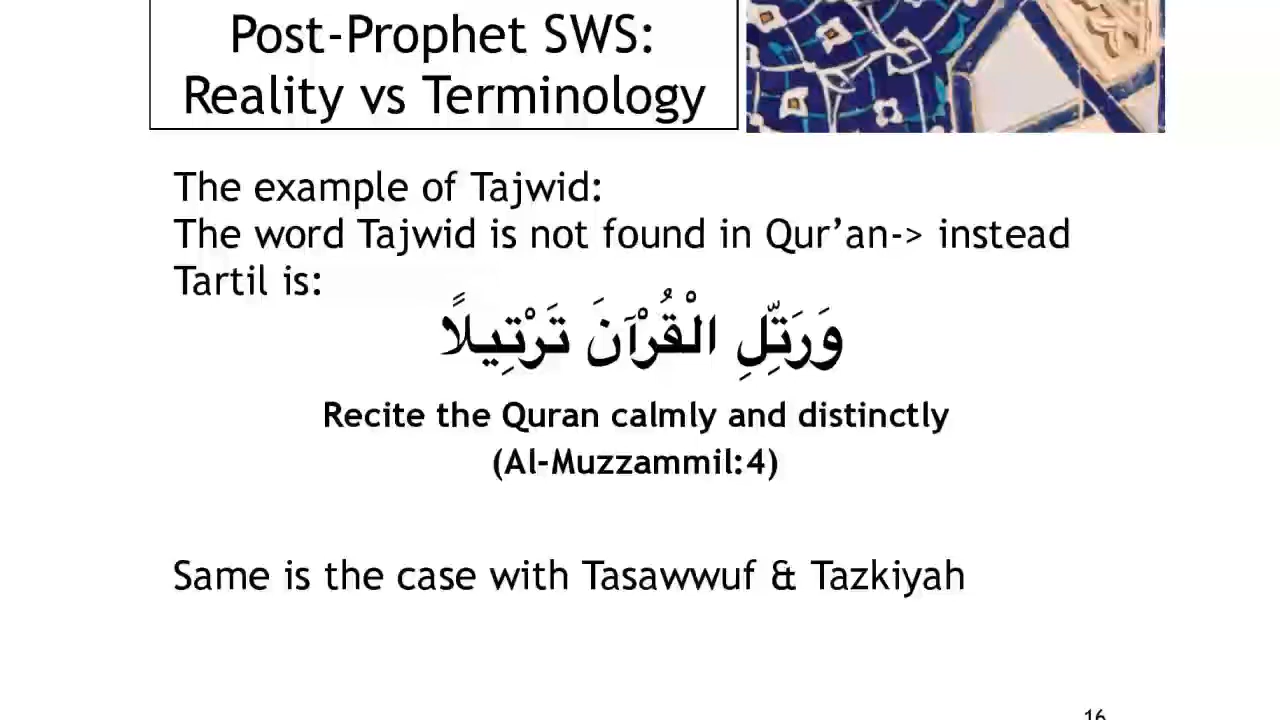 Post-Prophet SWS:
Reality vs Terminology
The example of Tajwid:
The word Tajwid is not found in Qur’an-> instead
Tartil is:
وَرَتِّلِ الْقُرْآنَ تَرْتِيلًا
Recite the Quran calmly and distinctly
(Al-Muzzammil:4)
Same is the case with Tasawwuf & Tazkiyah
16